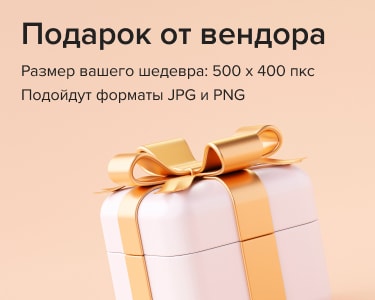 Подарок от вендора
Размер вашего шедевра: 500 х 400 пкс
Подойдут форматы JPG и PNG